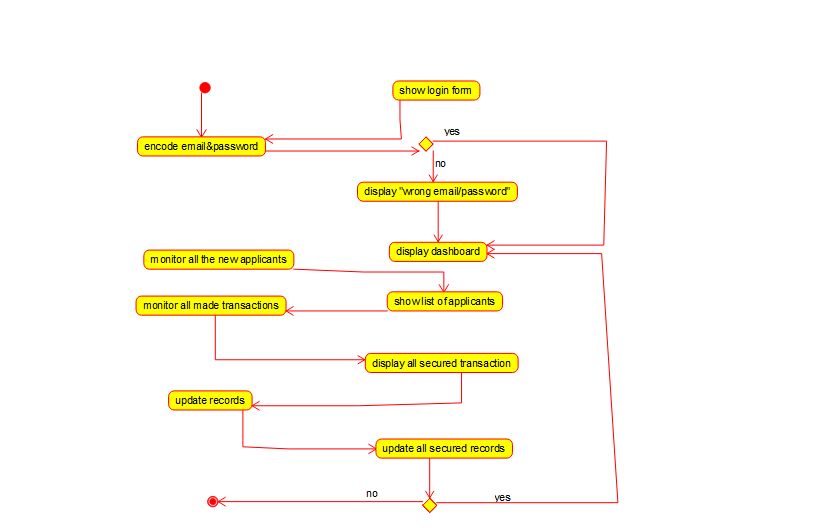 show login form
yes
encode email&password
no
display "wrong email/password"
display dashboard
monitor all the new applicants
show list of applicants
monitor all made transactions
display all secured transaction
update records
update all secured records
no
yes